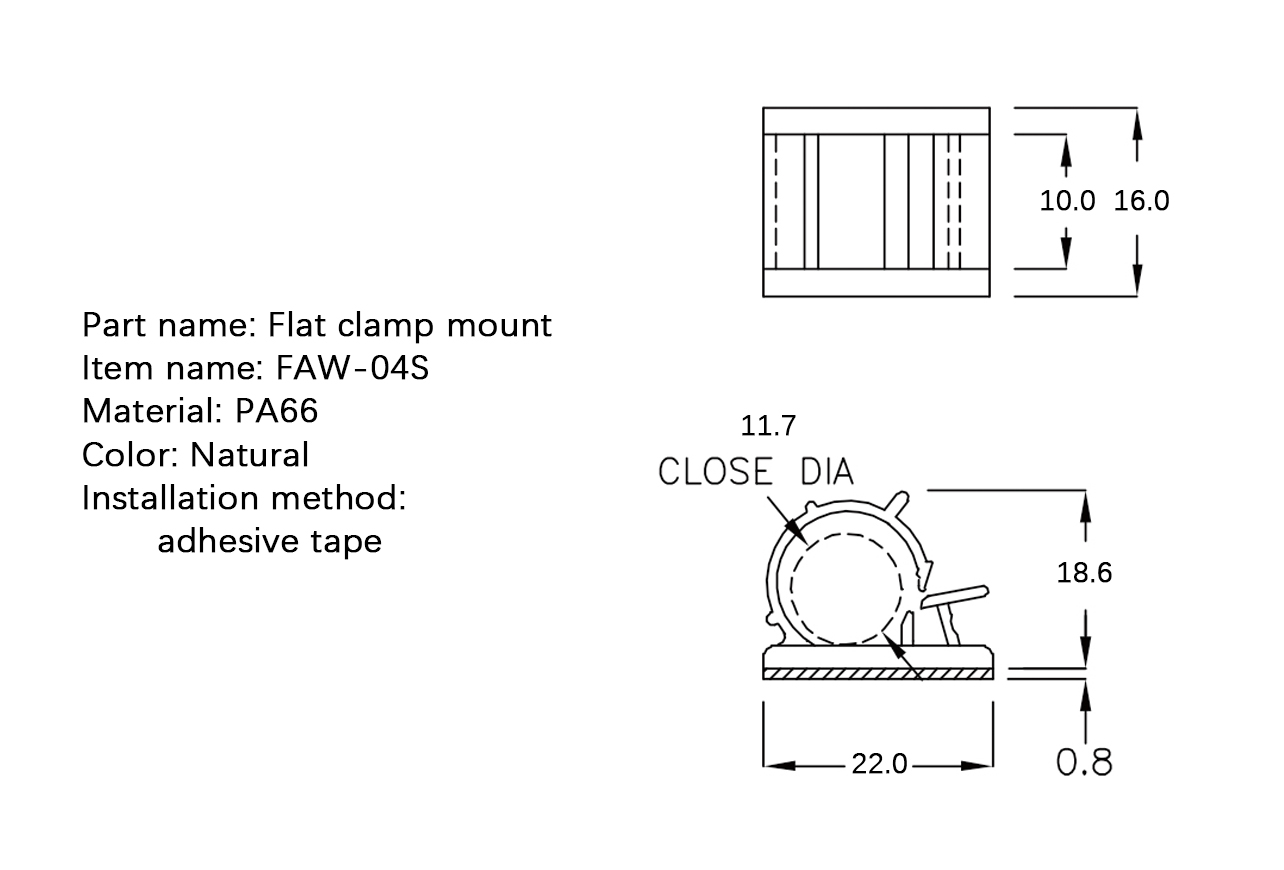 Part name: Flat clamp mount
Item name: FAW-04S
Material: PA66
Color: Natural
Installation method:
adhesive tape
10.0 16.0
11.7
CLOSE DIA
18.6
22.0
0.8